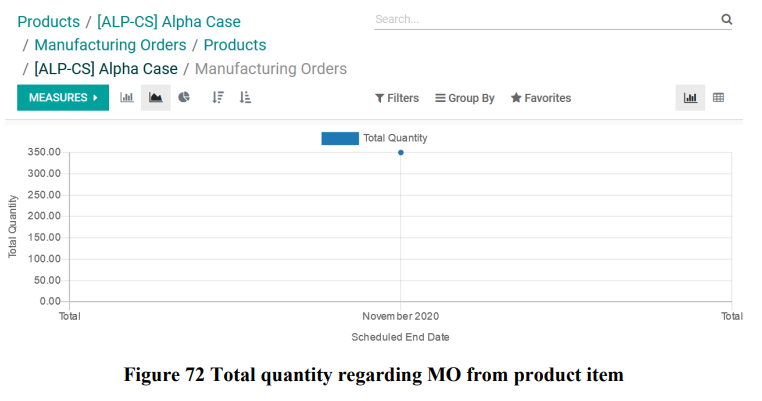 Products / [ALP-CS] Alpha Case
/ Manufacturing Orders / Products
/ [ALP-CS] Alpha Case / Manufacturing Orders
Search...
MEASURES
Filters
Group By
Favorites
Total Quantity
350.00
300.00
250.00
200.00
150.00
100.00
50.00
0.00
Total Quantity
Total
November 2020
Total
Scheduled End Date
Figure 72 Total quantity regarding MO from product item